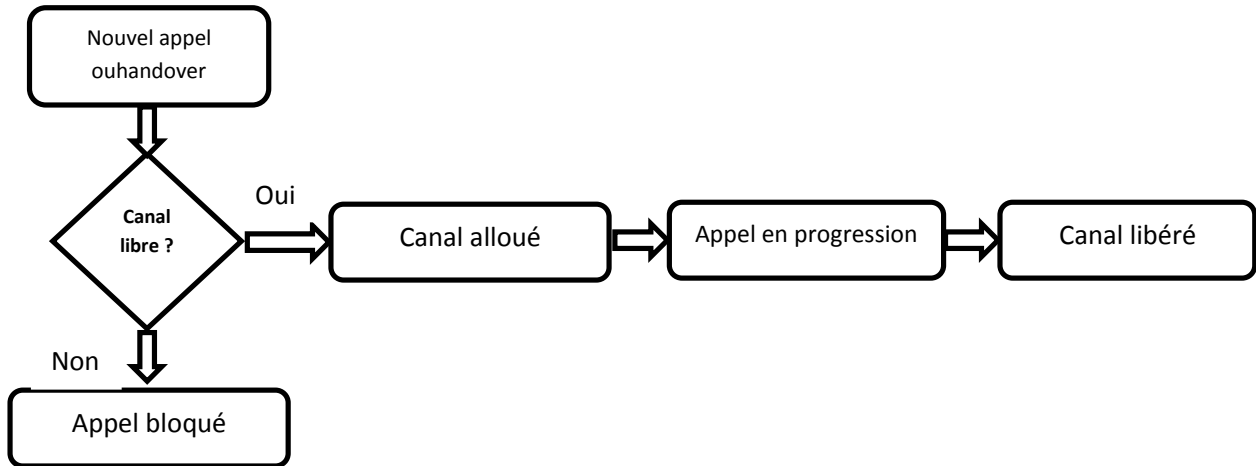 Nouvel appel
ouhandover
Canal
libre ?
Oui
Canal alloué
Appel en progression
Canal libéré
Non
Appel bloqué